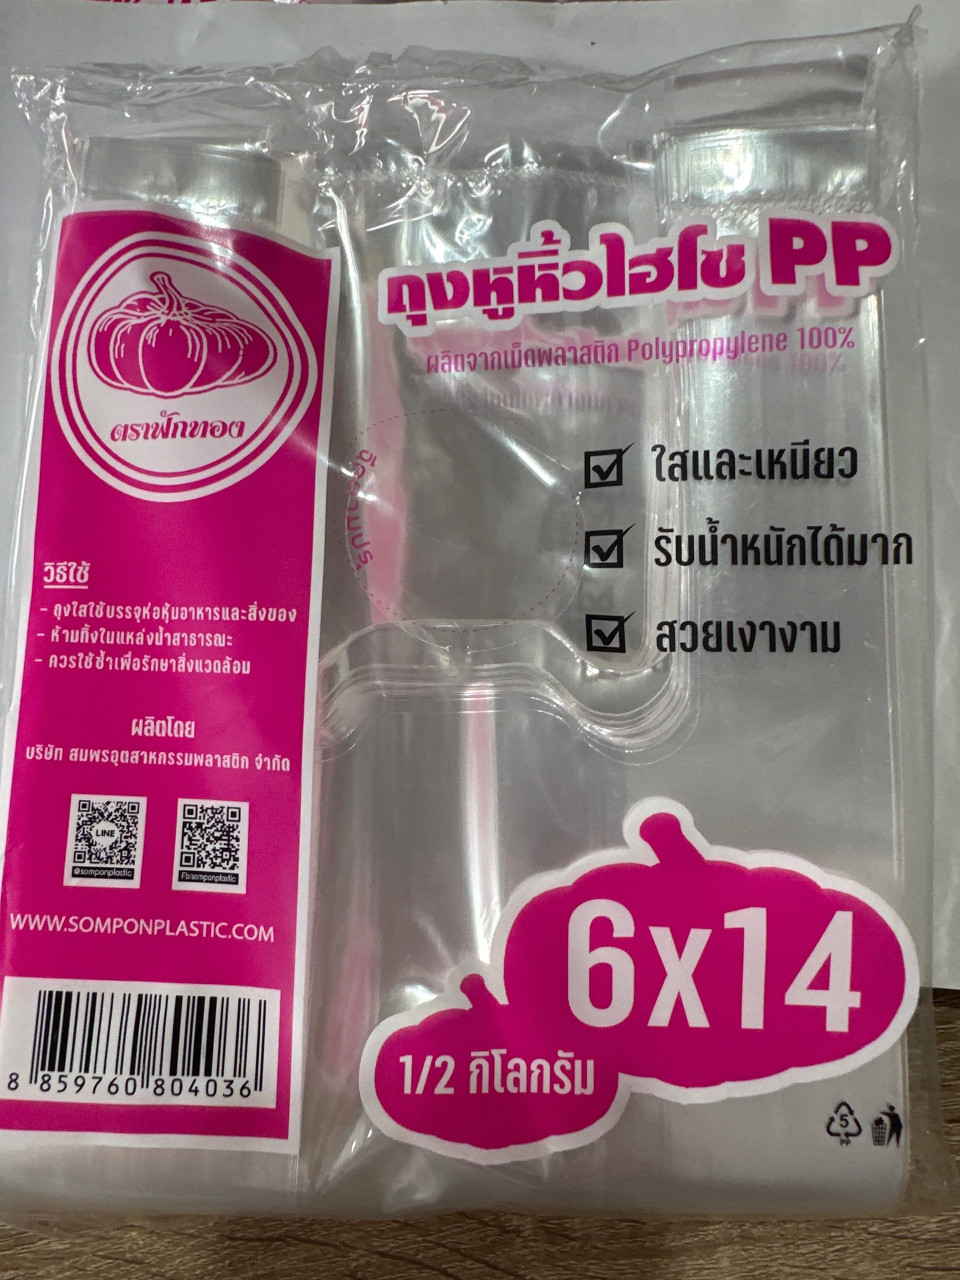 ถุงหูหิ้วไฮโซ PP
ผลิตจากเม็ดพลาสติก Polypropylene 100%
ตราฟักทอง
ใสและเหนียว
รับน้ำหนักได้มาก
สวยเงางาม
วิธีใช้
- ถุงใสใช้บรรจุห่อหุ้มอาหารและสิ่งของ
- ห้ามทิ้งในแหล่งน้ำสาธารณะ
- ควรใช้ซ้ำเพื่อรักษาสิ่งแวดล้อม
ผลิตโดย
บริษัท สมพรอุตสาหกรรมพลาสติก จำกัด
LINE
@somponplastic
Fb:somponplastic
WWW.SOMPONPLASTIC.COM
8 859760 804036
6x14
1/2 กิโลกรัม
5
PP